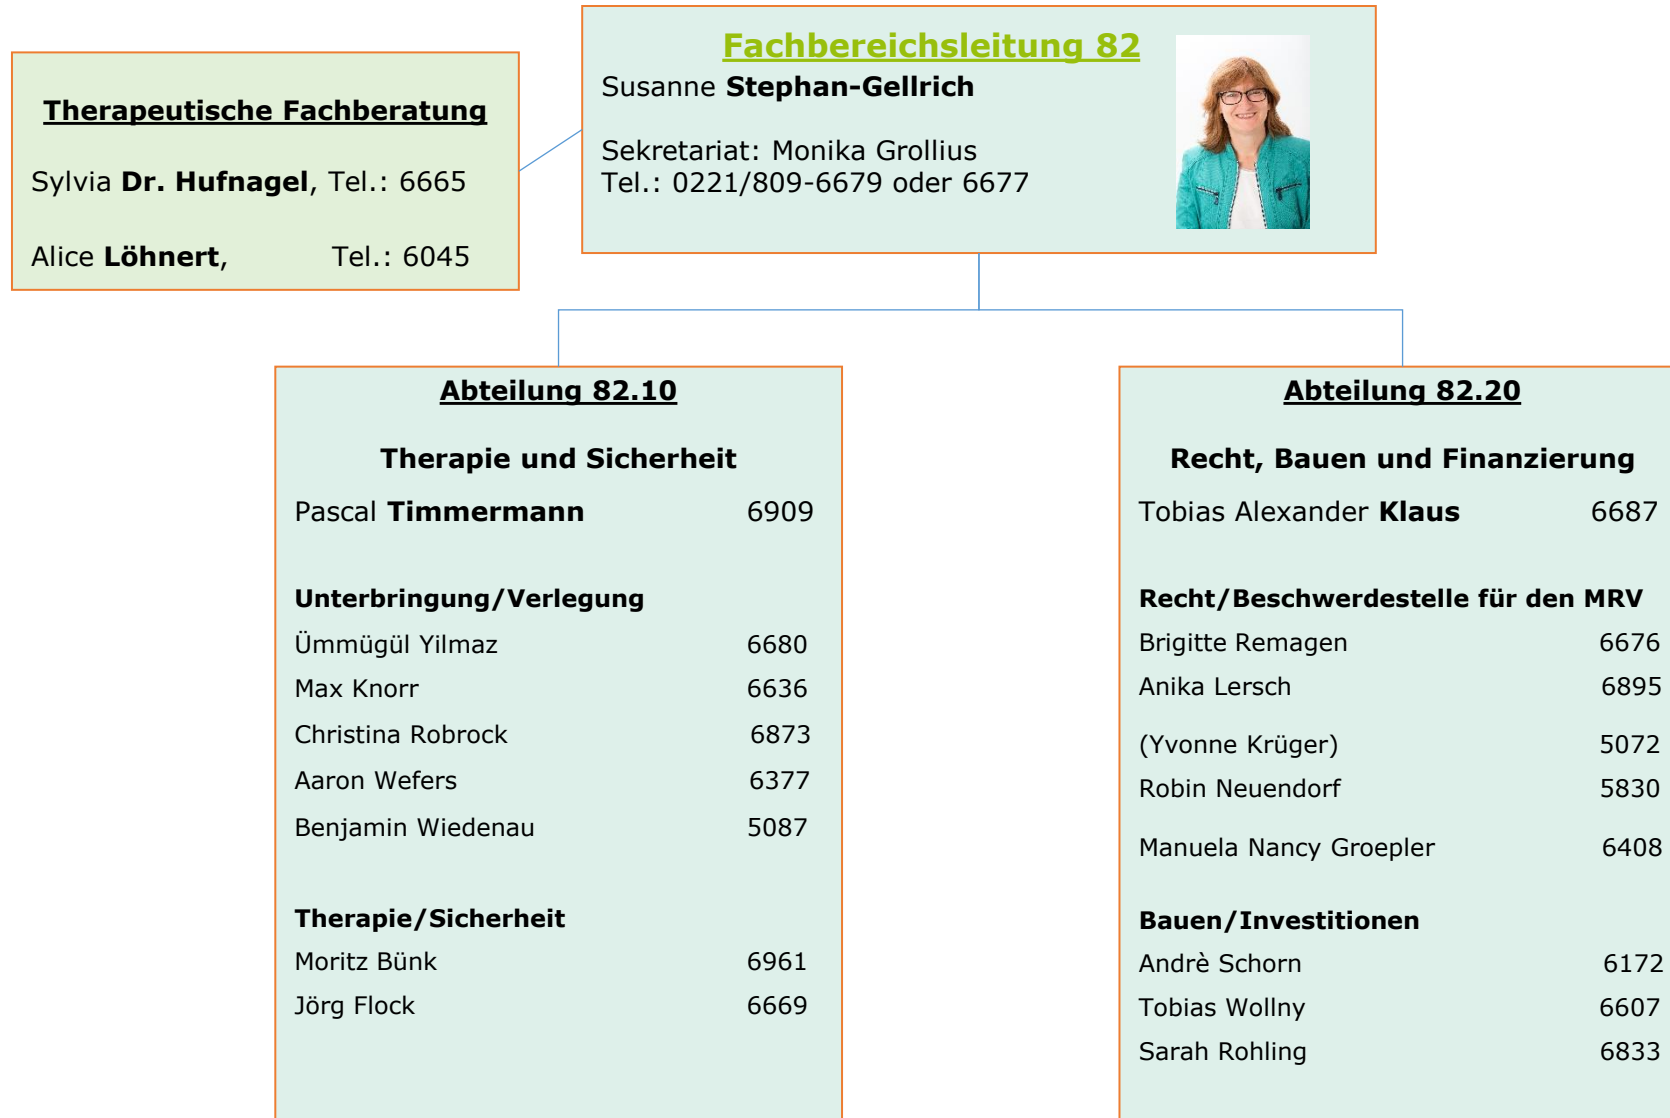 Fachbereichsleitung 82
Susanne Stephan-Gellrich
Sekretariat: Monika Grollius
Tel.: 0221/809-6679 oder 6677
Therapeutische Fachberatung
Sylvia Dr. Hufnagel, Tel.: 6665
Alice Löhnert, Tel.: 6045
Abteilung 82.10
Therapie und Sicherheit
Pascal Timmermann 6909
Unterbringung/Verlegung
Ümmügül Yilmaz 6680
Max Knorr 6636
Christina Robrock 6873
Aaron Wefers 6377
Benjamin Wiedenau 5087
Therapie/Sicherheit
Moritz Bünk 6961
Jörg Flock 6669
Abteilung 82.20
Recht, Bauen und Finanzierung
Tobias Alexander Klaus 6687
Recht/Beschwerdestelle für den MRV
Brigitte Remagen 6676
Anika Lersch 6895
(Yvonne Krüger) 5072
Robin Neuendorf 5830
Manuela Nancy Groepler 6408
Bauen/Investitionen
Andrè Schorn 6172
Tobias Wollny 6607
Sarah Rohling 6833